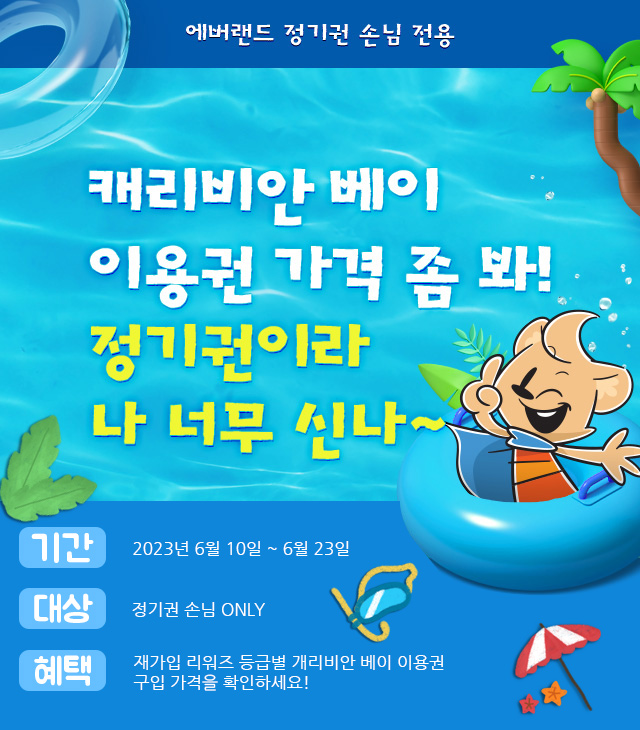 에버랜드 정기권 손님 전용
캐리비안 베이
이용권 가격 좀 봐!
정기권이라
나 너무 신나~
기간
2023년 6월 10일 ~ 6월 23일
대상
정기권 손님 ONLY
혜택
재가입 리워즈 등급별 캐리비안 베이 이용권
구입 가격을 확인하세요!